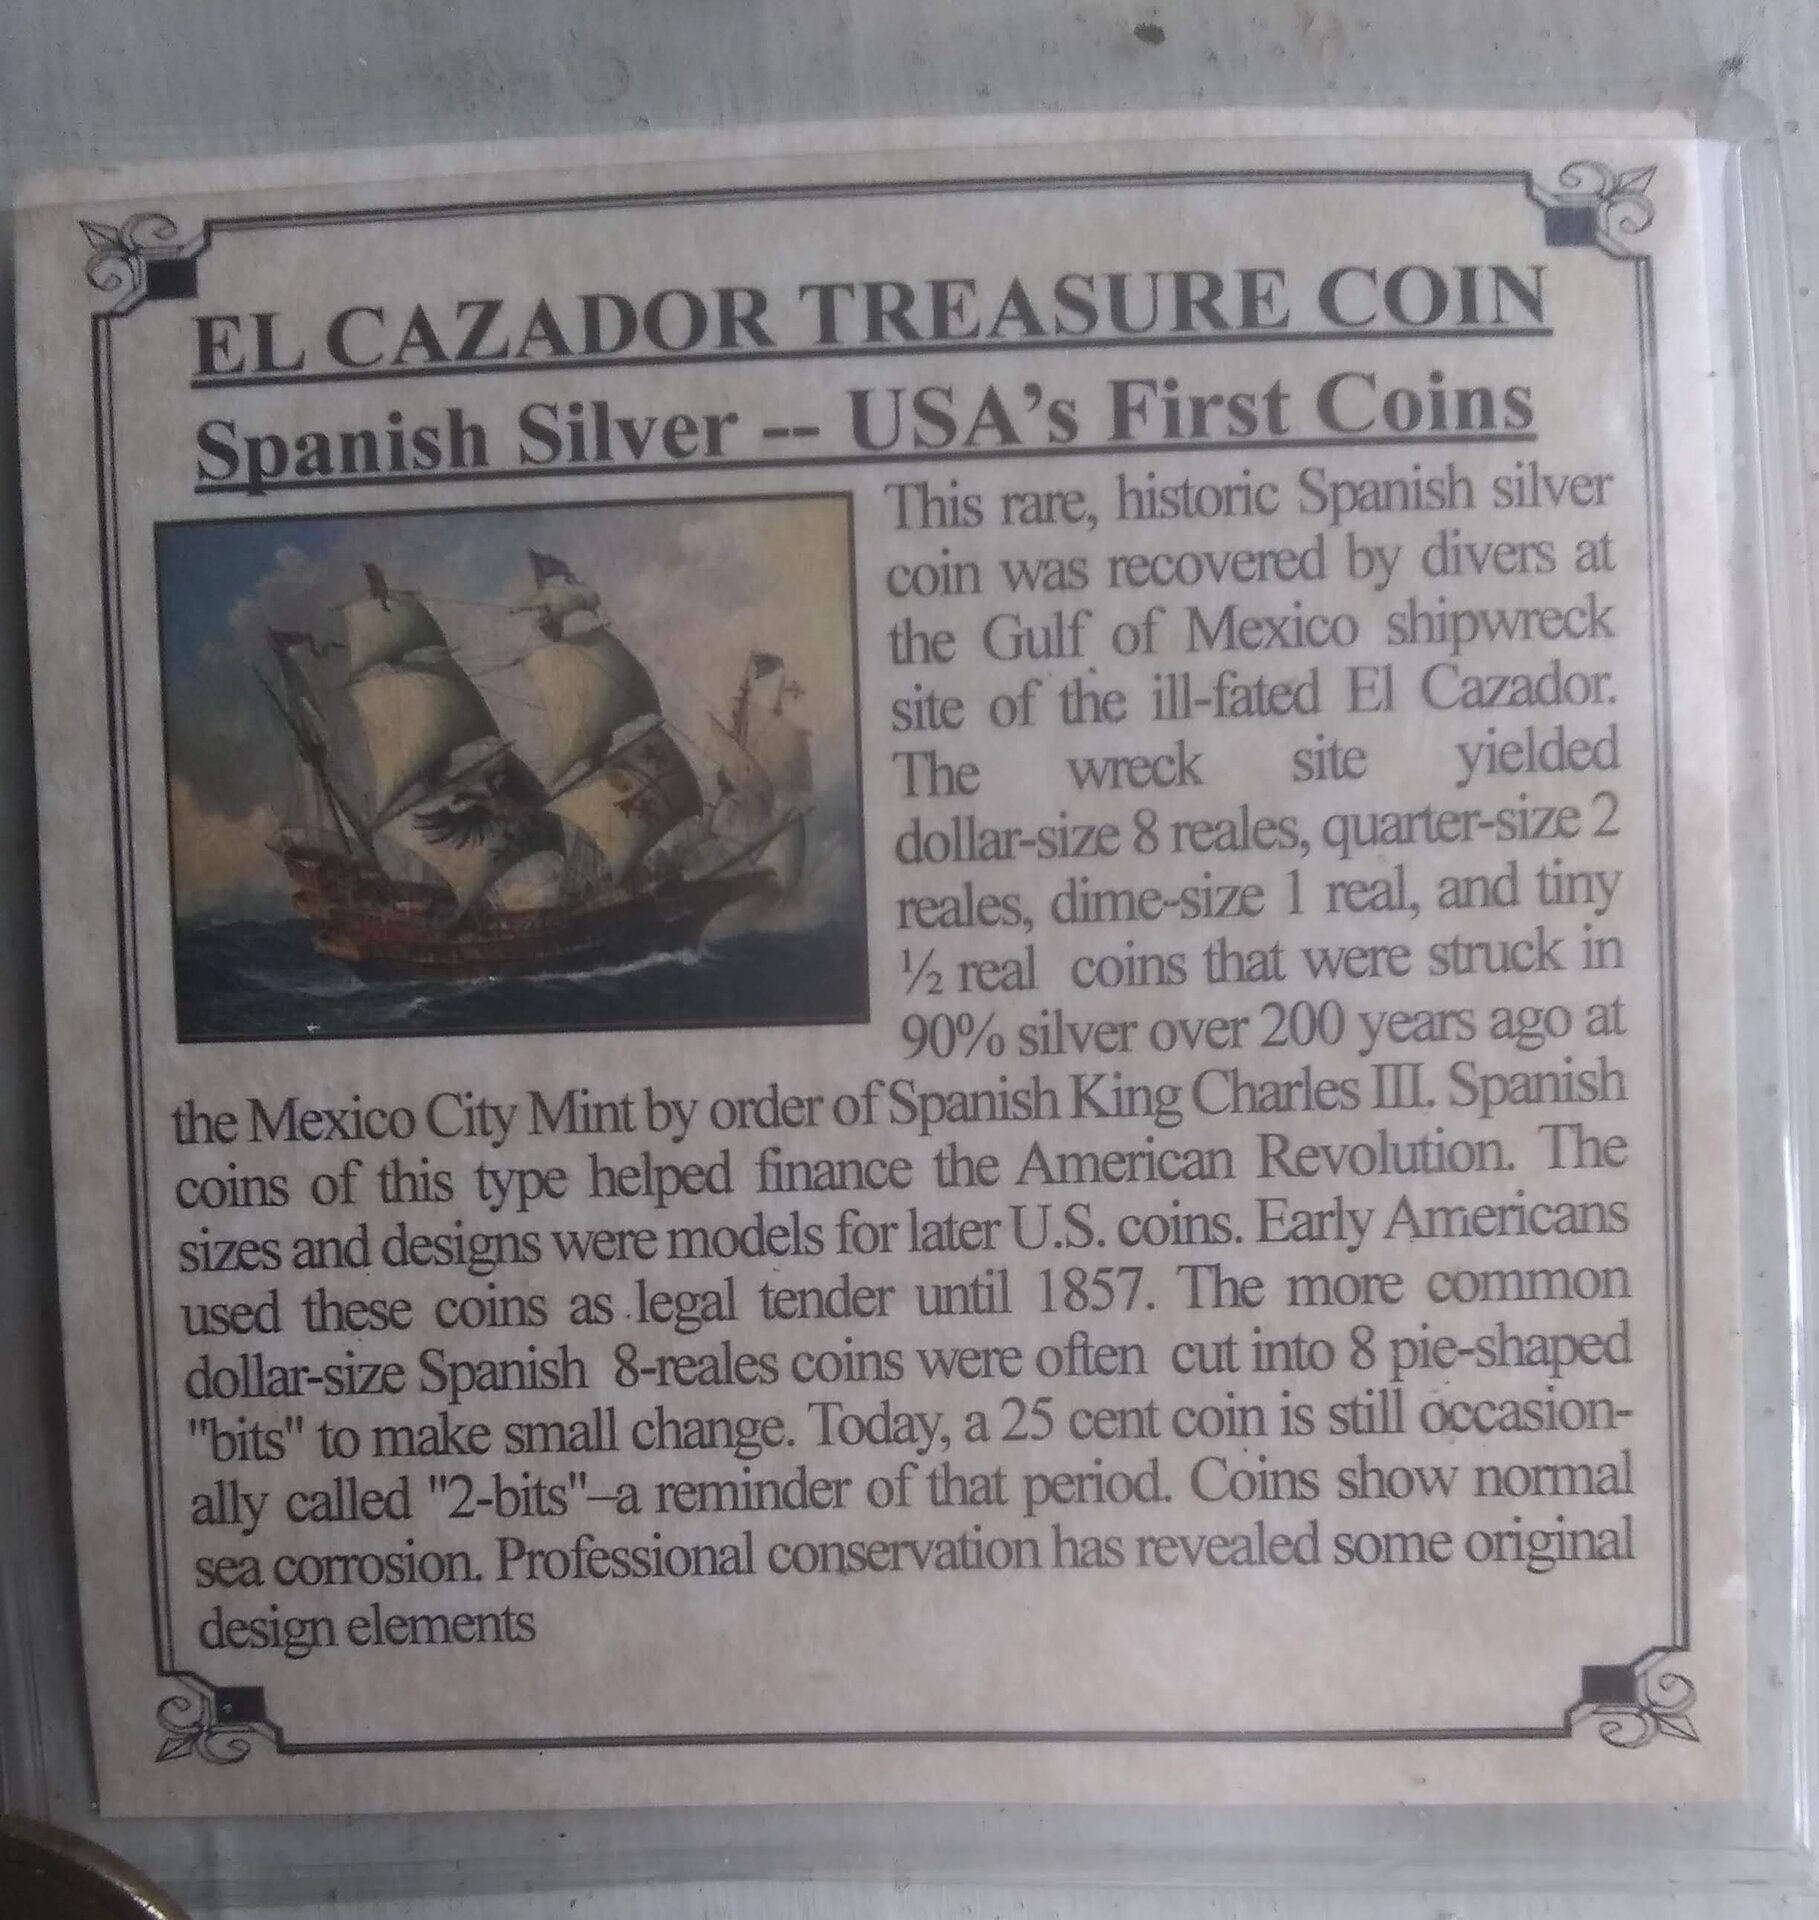 EL CAZADOR TREASURE COIN
Spanish Silver -- USA's First Coins
This rare, historic Spanish silver
coin was recovered by divers at
the Gulf of Mexico shipwreck
site of the ill-fated El Cazador.
The wreck site yielded
dollar-size 8 reales, quarter-size 2
reales, dime-size 1 real, and tiny
½ real coins that were struck in
90% silver over 200 years ago at
the Mexico City Mint by order of Spanish King Charles III. Spanish
coins of this type helped finance the American Revolution. The
sizes and designs were models for later U.S. coins. Early Americans
used these coins as legal tender until 1857. The more common
dollar-size Spanish 8-reales coins were often cut into 8 pie-shaped
"bits" to make small change. Today, a 25 cent coin is still occasion-
ally called "2-bits"–a reminder of that period. Coins show normal
sea corrosion. Professional conservation has revealed some original
design elements